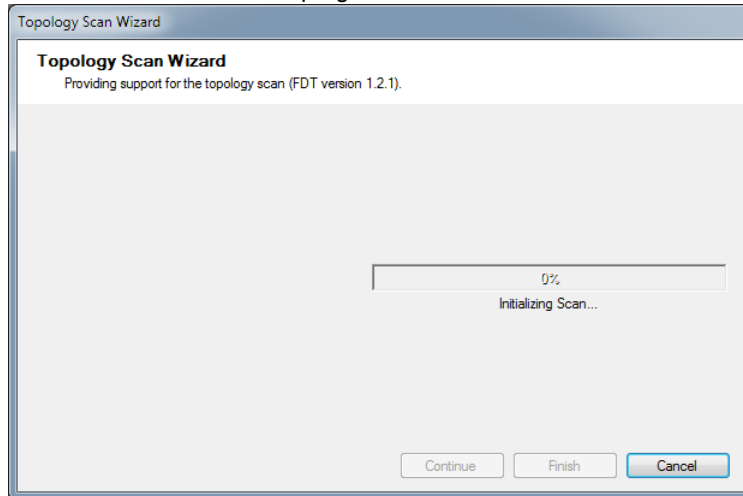 Topology Scan Wizard
Topology Scan Wizard
Providing support for the topology scan (FDT version 1.2.1).
0%
Initializing Scan...
Continue Finish Cancel